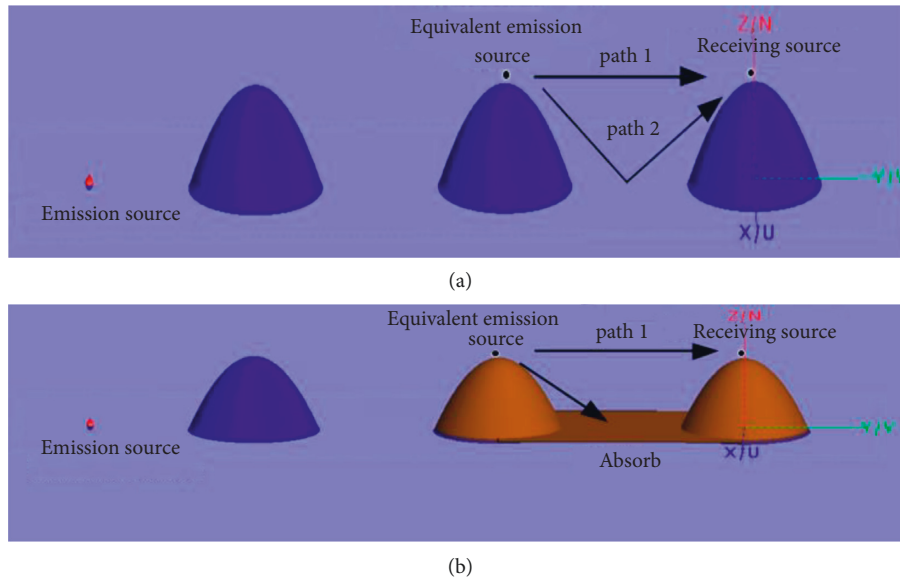 Equivalent emission
source
path 1
Receiving source
Z/N
path 2
Emission source
X/U
(a)
Equivalent emission
source
path 1
Receiving source
Z/N
Emission source
X/U
Absorb
(b)